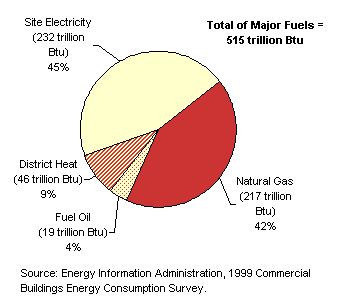 Site Electricity
(232 trillion
Btu)
45%
Total of Major Fuels =
515 trillion Btu
District Heat
(46 trillion Btu)
9%
Natural Gas
(217 trillion
Btu)
42%
Fuel Oil
(19 trillion Btu)
4%
Source: Energy Information Administration, 1999 Commercial
Buildings Energy Consumption Survey.